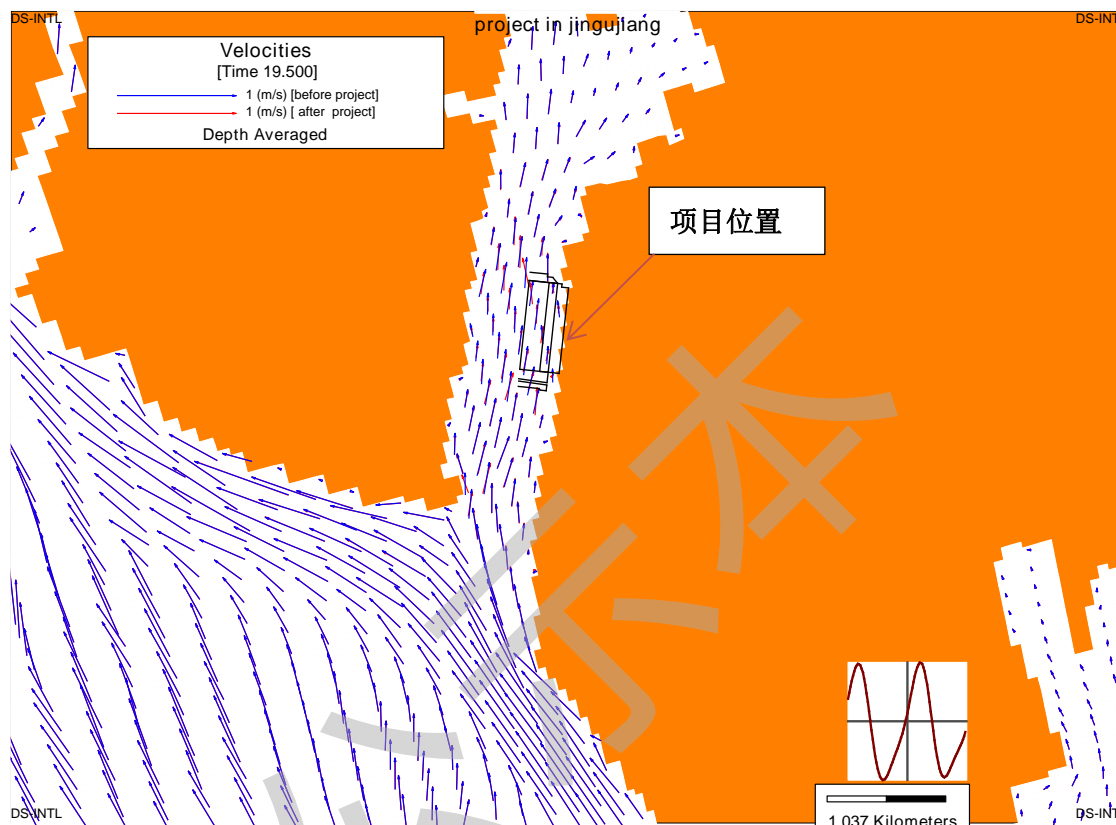 DS-INTL
project in jingujiang
DS-INT
Velocities
[Time 19.500]
1 (m/s) [before project]
1 (m/s) [ after project]
Depth Averaged
项目位置
1.037 Kilometers
DS-INTL
DS-INT